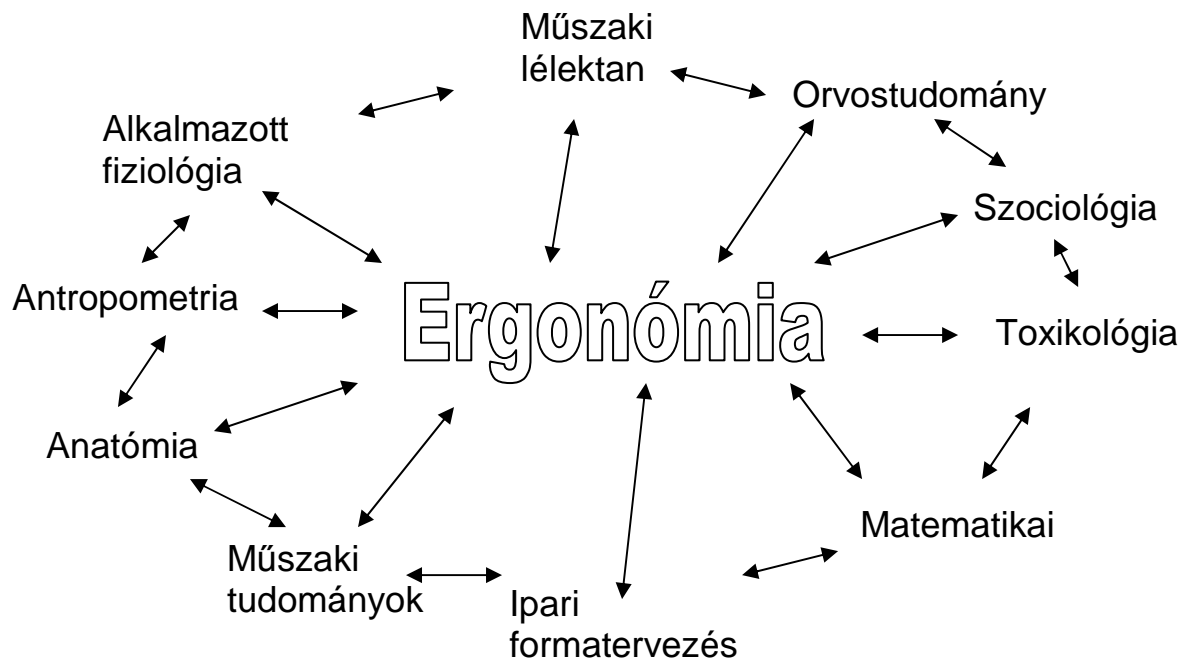 Műszaki
lélektan
Orvostudomány
Alkalmazott
fiziológia
Szociológia
Antropometria
Ergonómia
Toxikológia
Anatómia
Matematikai
Műszaki
tudományok
Ipari
formatervezés